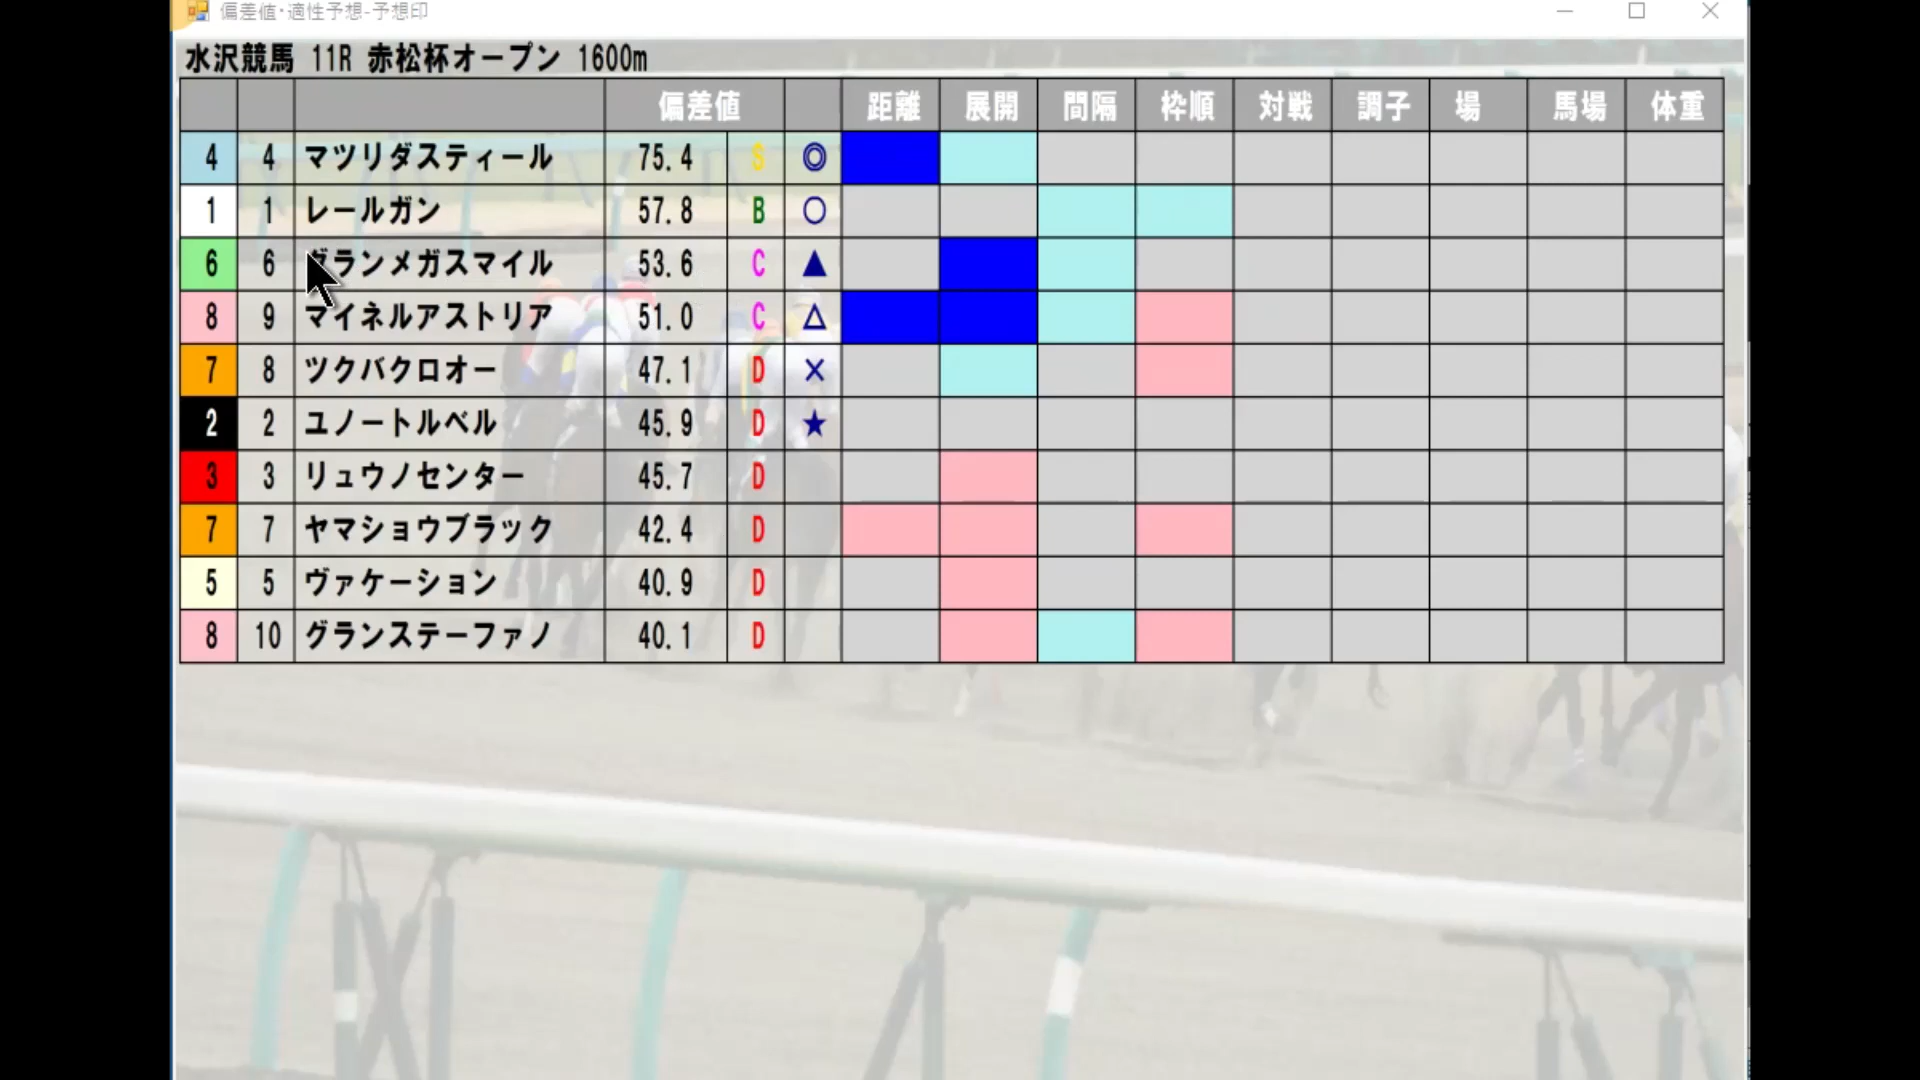 偏差値・適性予想-予想印
水沢競馬 11R 赤松杯オープン 1600m
偏差値 距離 展開 間隔 枠順 対戦 調子 場 馬場 体重
4 4 マツリダスティール 75.4 S ◎
1 1 レールガン 57.8 B ○
6 6 グランメガスマイル 53.6 C ▲
8 9 マイネルアストリア 51.0 C △
7 8 ツクバクロオー 47.1 D ×
2 2 ユノートルベル 45.9 D ★
3 3 リュウノセンター 45.7 D
7 7 ヤマショウブラック 42.4 D
5 5 ヴァケーション 40.9 D
8 10 グランステーファノ 40.1 D